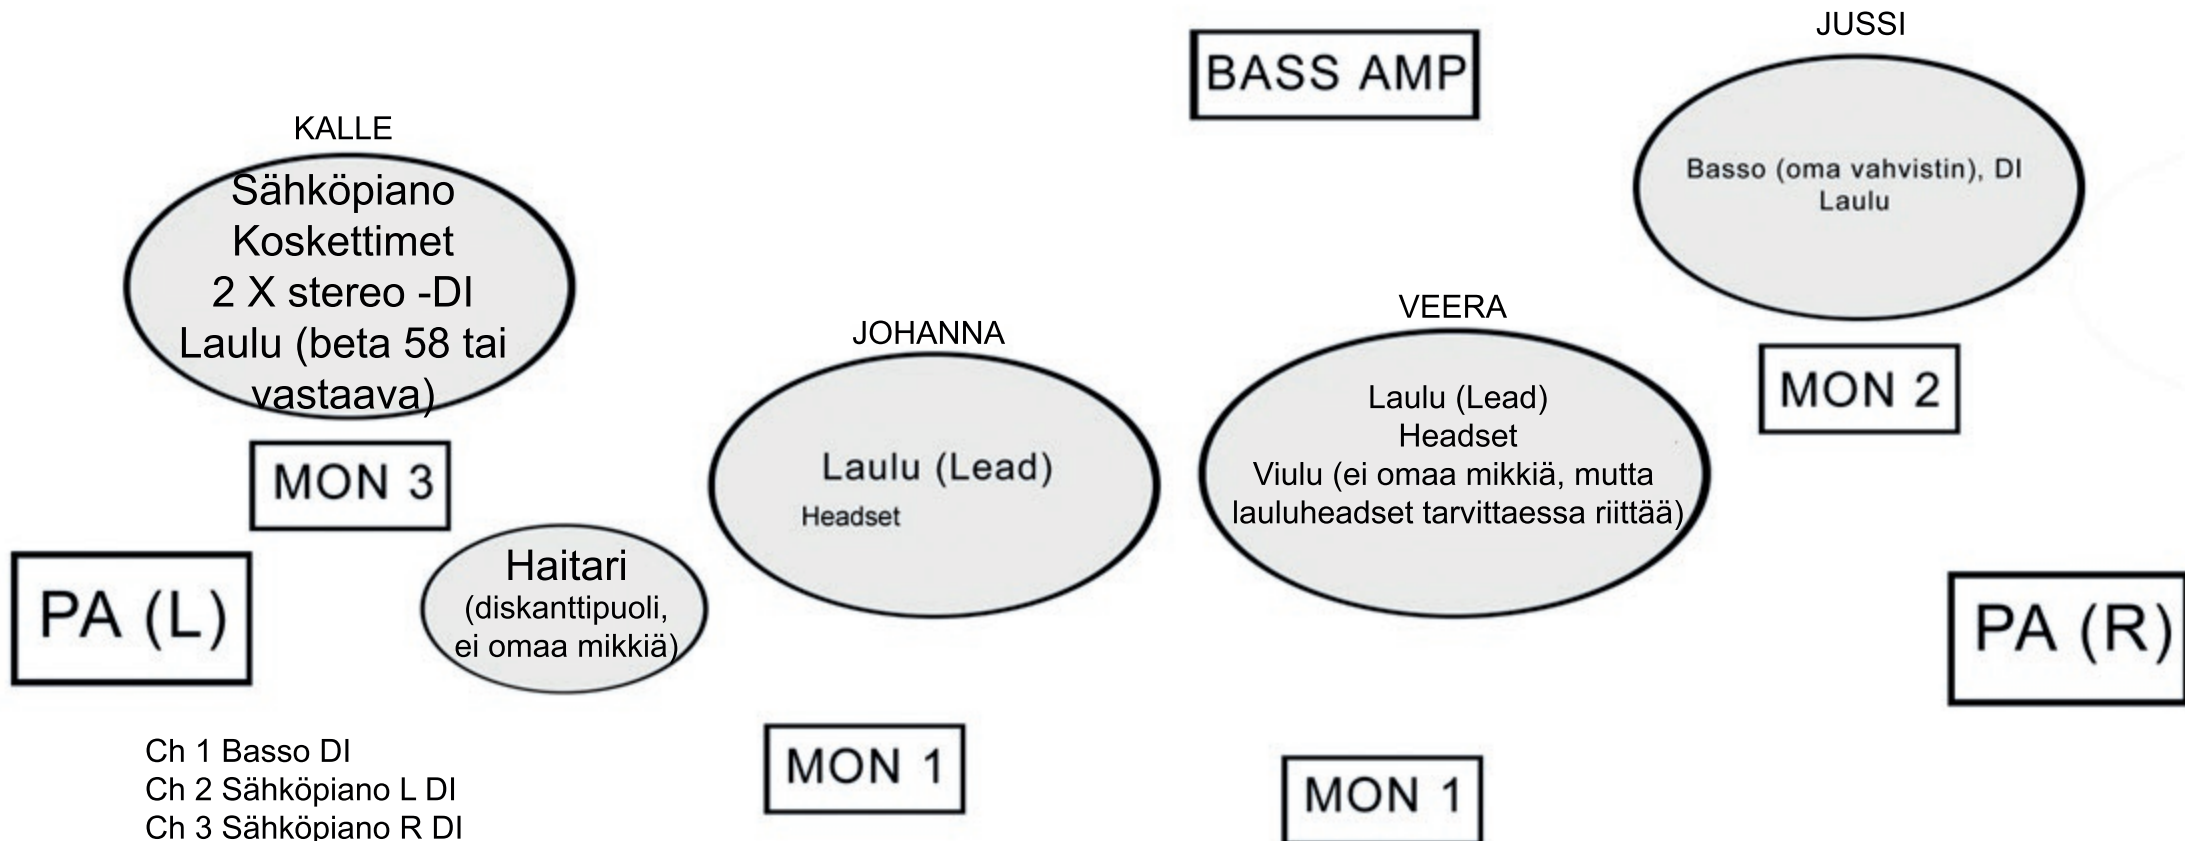 JUSSI
BASS AMP
Basso (oma vahvistin), DI
Laulu
KALLE
Sähköpiano
Koskettimet
2 X stereo -DI
Laulu (beta 58 tai
vastaava)
VEERA
Laulu (Lead)
Headset
Viulu (ei omaa mikkiä, mutta
lauluheadset tarvittaessa riittää)
JOHANNA
Laulu (Lead)
Headset
MON 2
MON 3
Haitari
(diskanttipuoli,
ei omaa mikkiä)
PA (L)
PA (R)
MON 1
MON 1
Ch 1 Basso DI
Ch 2 Sähköpiano L DI
Ch 3 Sähköpiano R DI